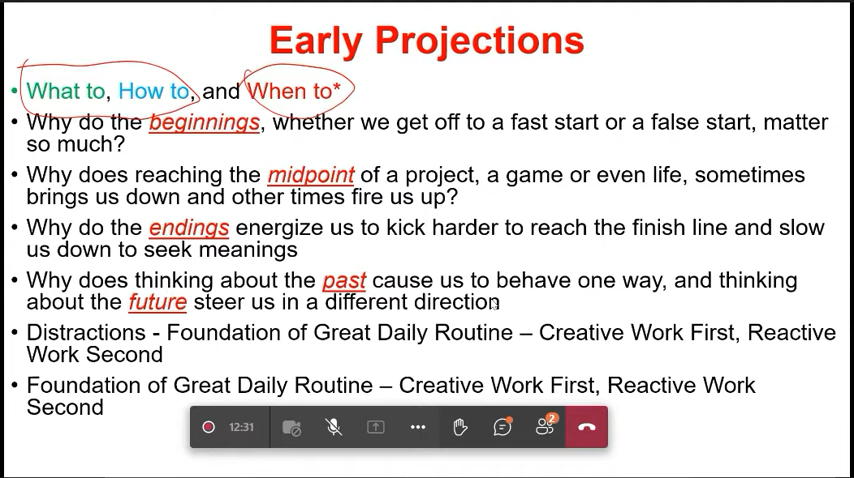 Early Projections
• What to, How to, and When to*
• Why do the beginnings, whether we get off to a fast start or a false start, matter
so much?
• Why does reaching the midpoint of a project, a game or even life, sometimes
brings us down and other times fire us up?
• Why do the endings energize us to kick harder to reach the finish line and slow
us down to seek meanings
• Why does thinking about the past cause us to behave one way, and thinking
about the future steer us in a different direction
• Distractions - Foundation of Great Daily Routine – Creative Work First, Reactive
Work Second
• Foundation of Great Daily Routine – Creative Work First, Reactive Work
Second
12:31
2